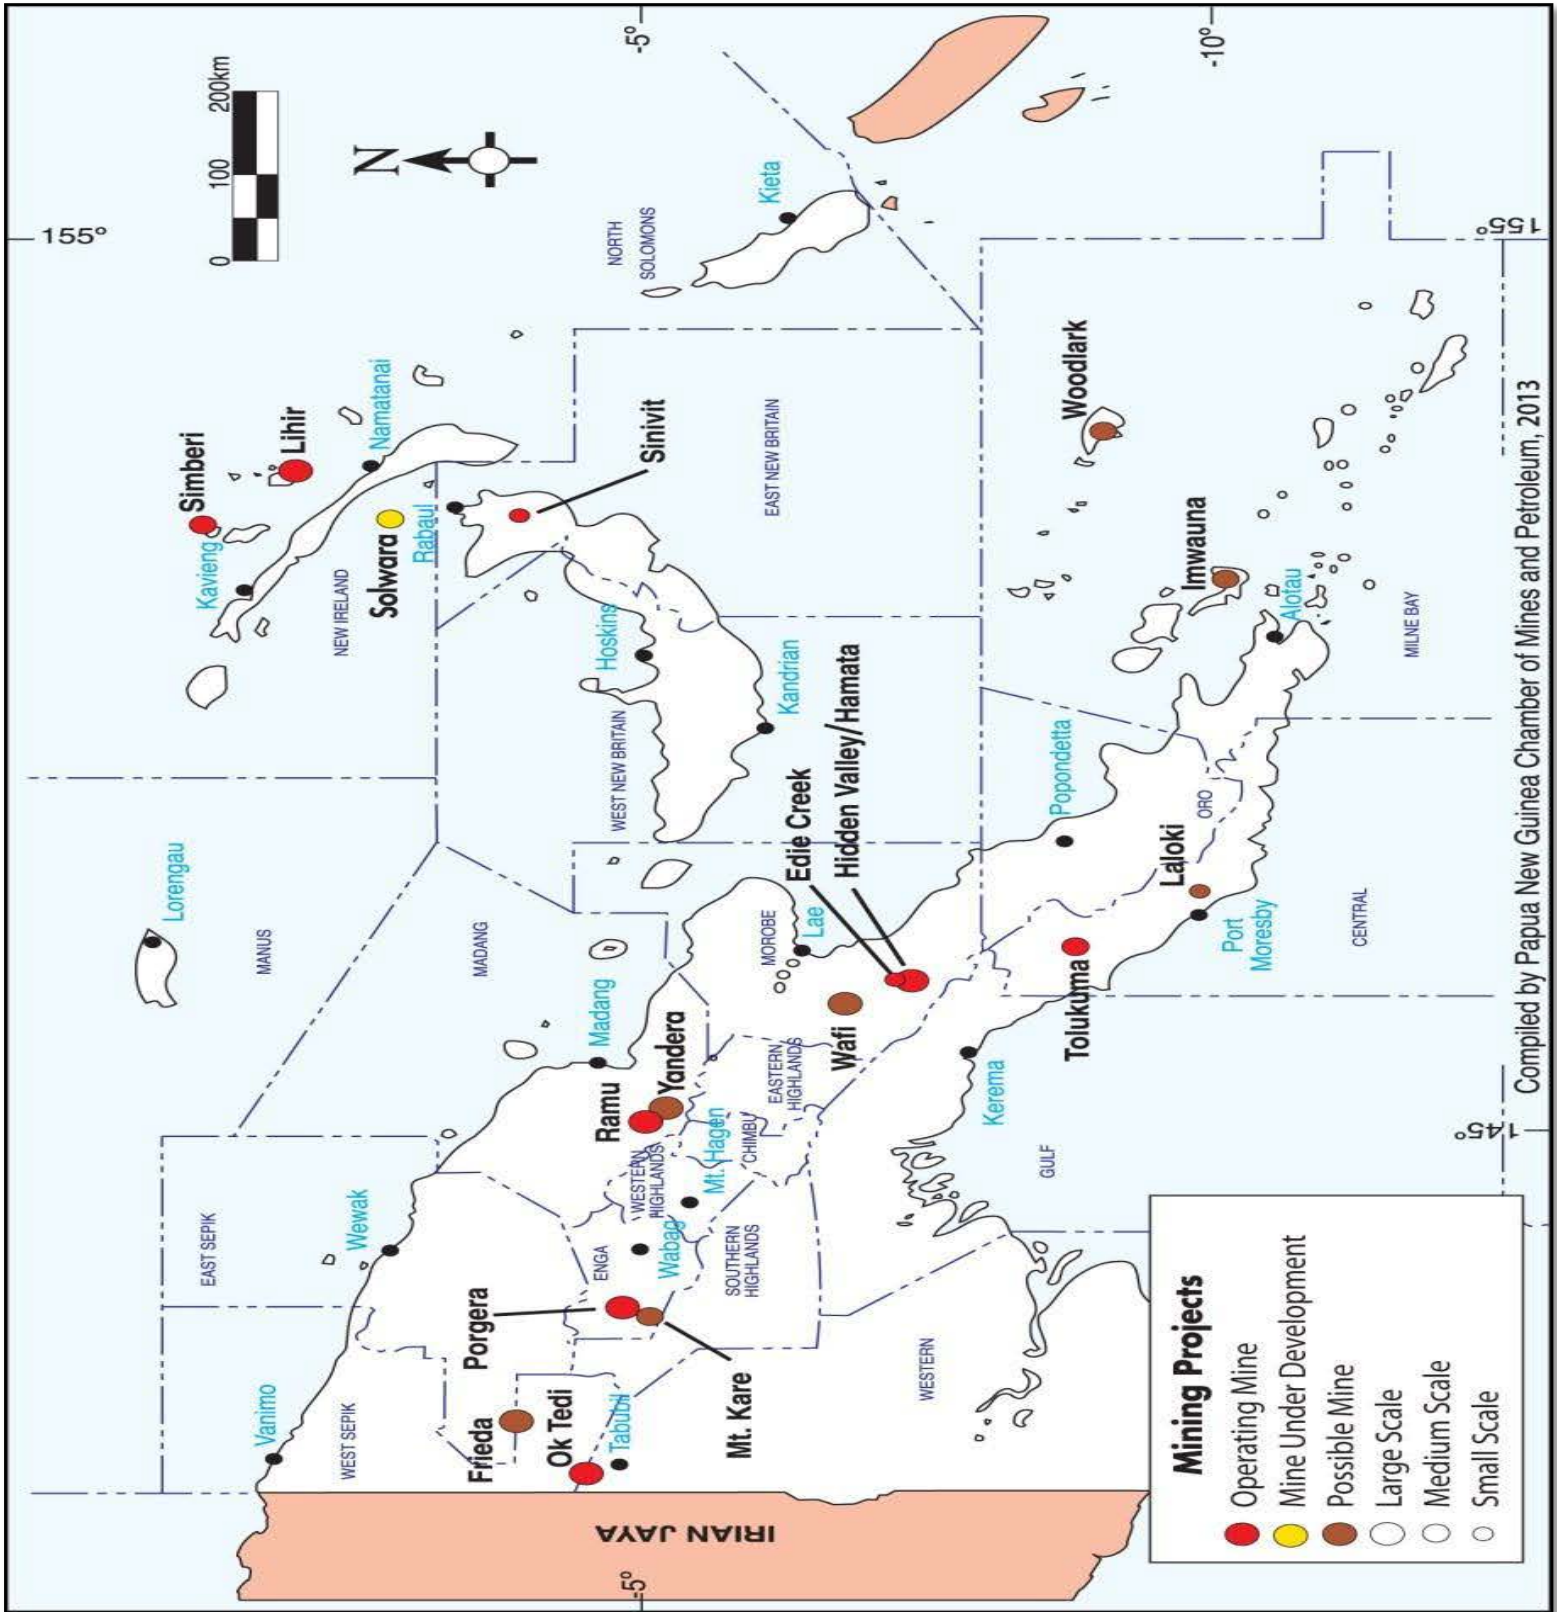 155°
0 100 200km
N
-5°
-10°
Simberi
Lihir
Kavieng
Namatanai
NEW IRELAND
Solwara
Rabaul
Sinivit
NORTH
SOLOMONS
Kieta
Lorengau
MANUS
MADANG
Hoskins
WEST NEW BRITAIN
Kandrian
EAST NEW BRITAIN
Vanimo
WEST SEPIK
EAST SEPIK
Wewak
Madang
Ramu
Yandera
Porgera
Frieda
Ok Tedi
Tabubil
Mt. Kare
ENGA
Wabag
WESTERN
HIGHLANDS
Mt. Hagen
CHIMBU
SOUTHERN
HIGHLANDS
EASTERN
HIGHLANDS
MOROBE
Lae
Edie Creek
Hidden Valley/Hamata
Wafi
Woodlark
Imwauna
Alotau
MILNE BAY
Popondetta
ORO
Laloki
Tolukuma
Port
Moresby
CENTRAL
Kerema
GULF
WESTERN
IRIAN JAYA
-5°
145°
155°
Mining Projects
Operating Mine
Mine Under Development
Possible Mine
Large Scale
Medium Scale
Small Scale
Compiled by Papua New Guinea Chamber of Mines and Petroleum, 2013